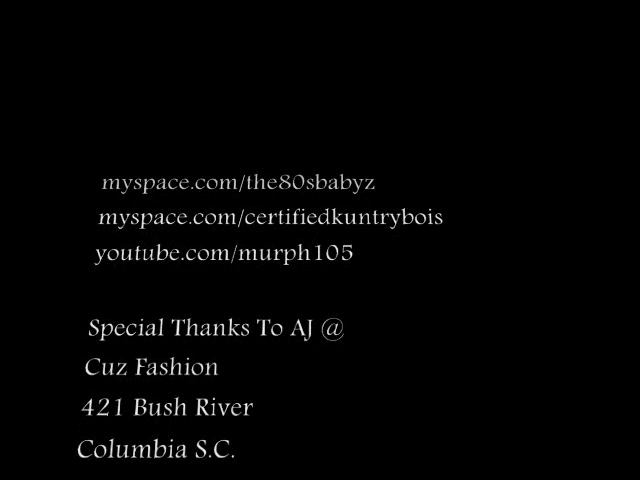 myspace.com/the80sbabyz
myspace.com/certifiedkuntrybois
youtube.com/murph105
Special Thanks To AJ @
Cuz Fashion
421 Bush River
Columbia S.C.